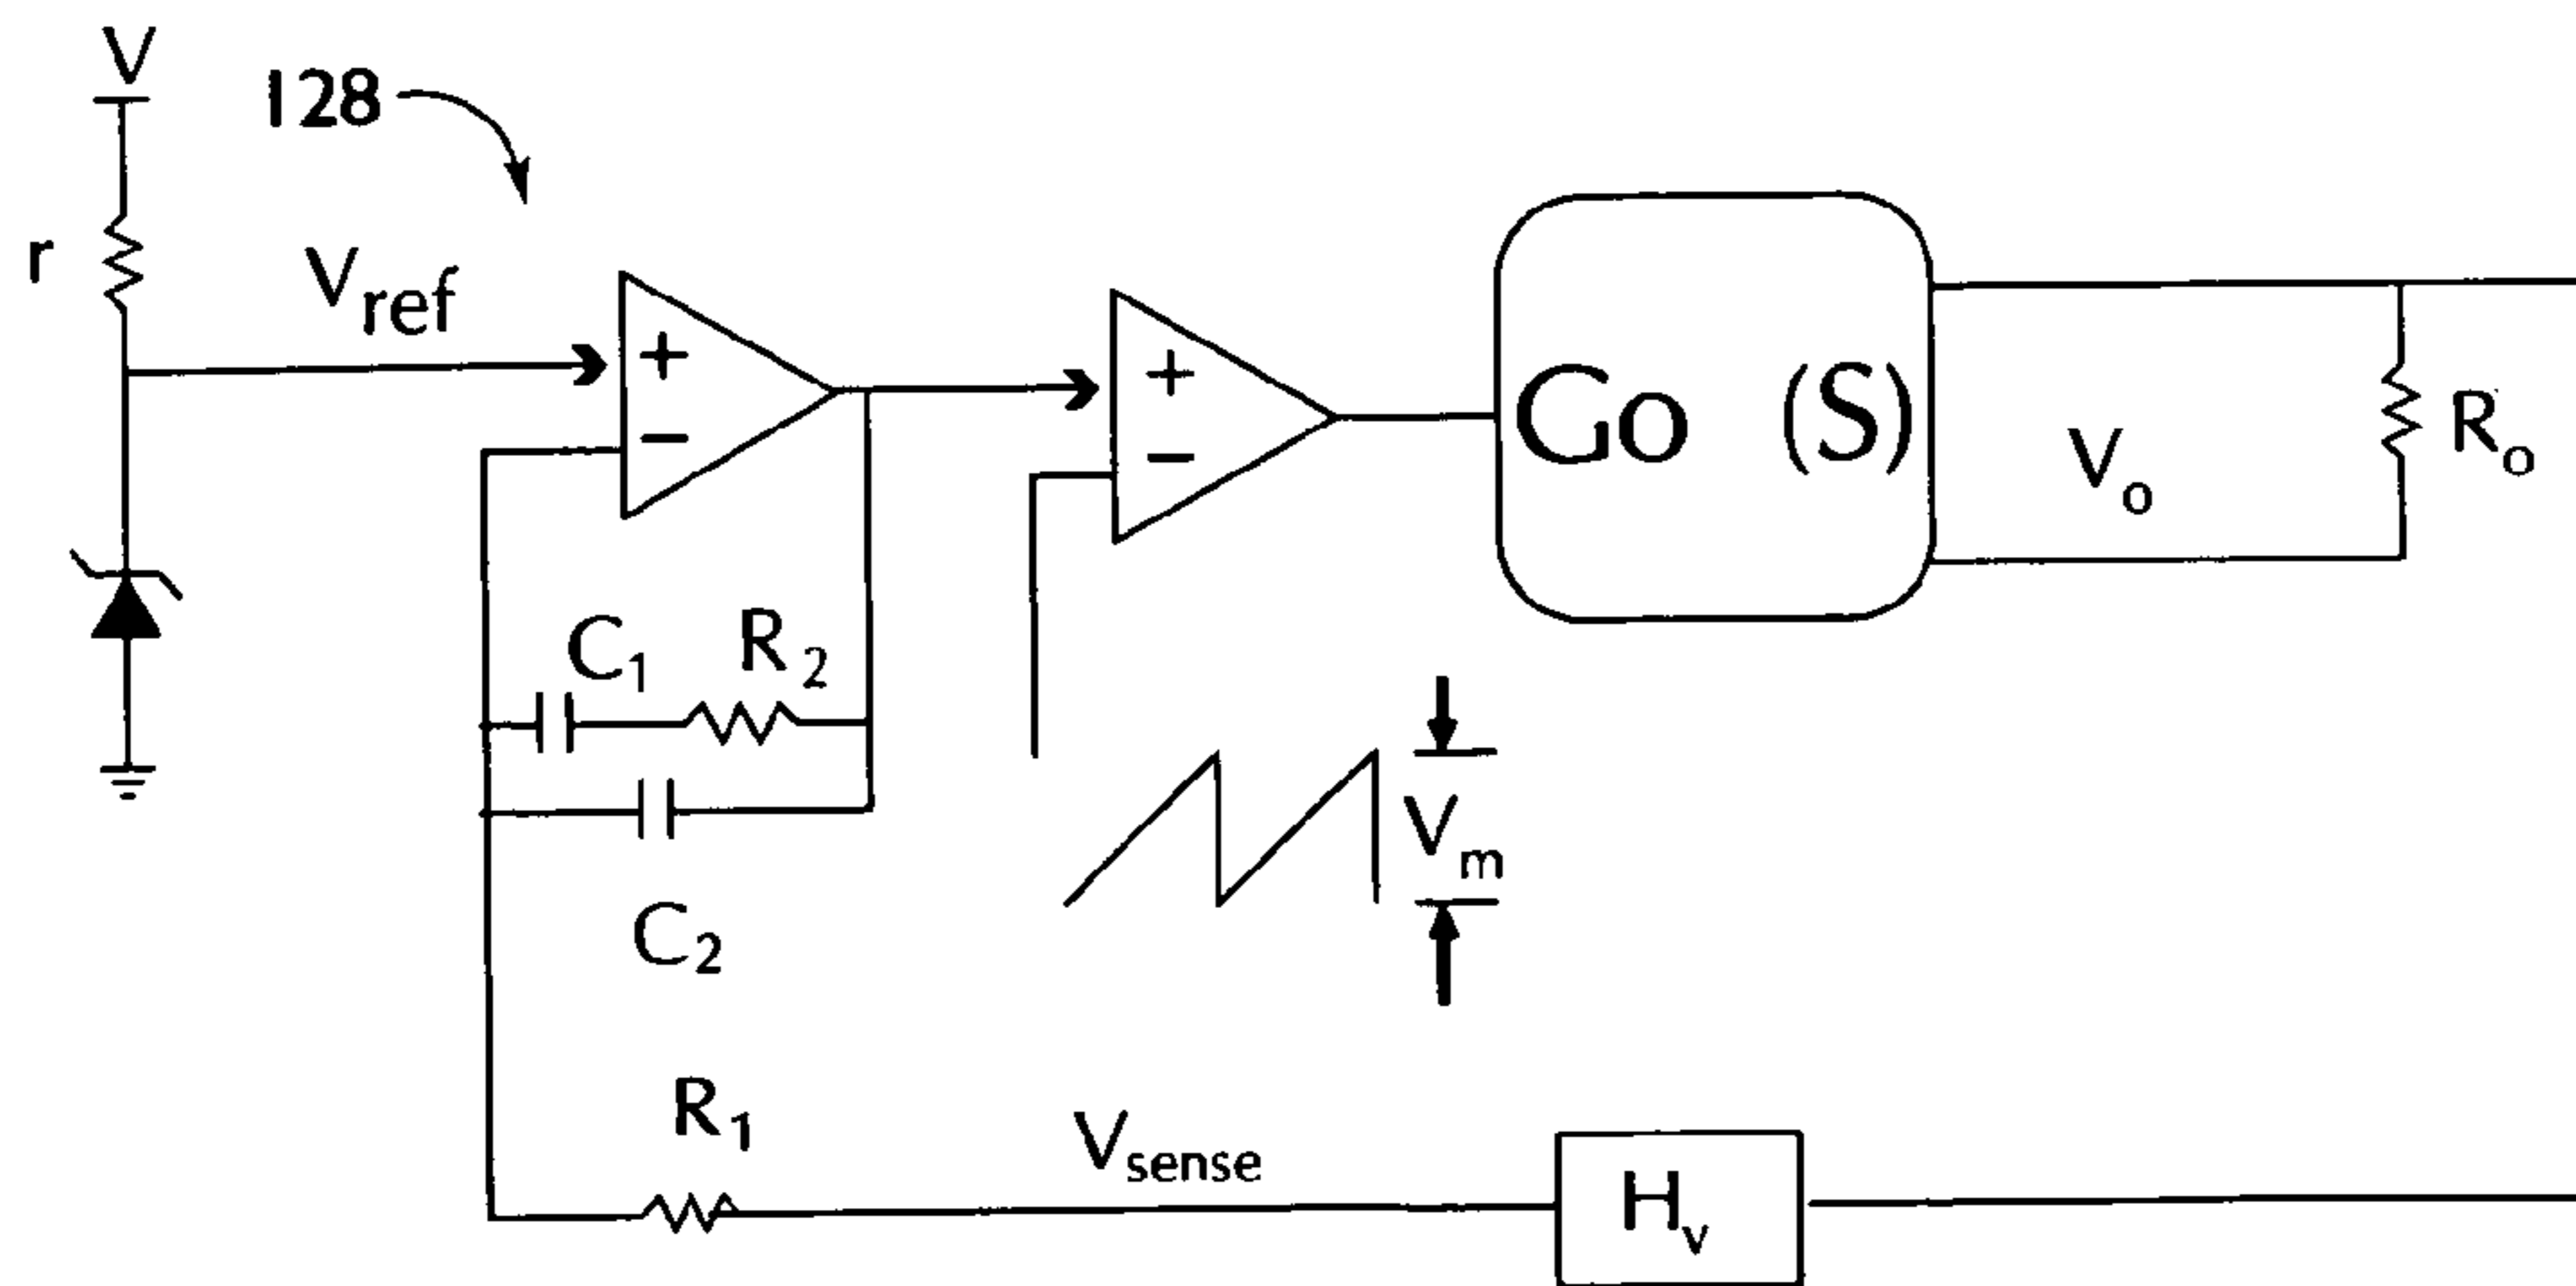 V
128
r
Vref
+
−
+
−
Go (S)
Vo
Ro
C1
R2
C2
Vm
R1
Vsense
Hv